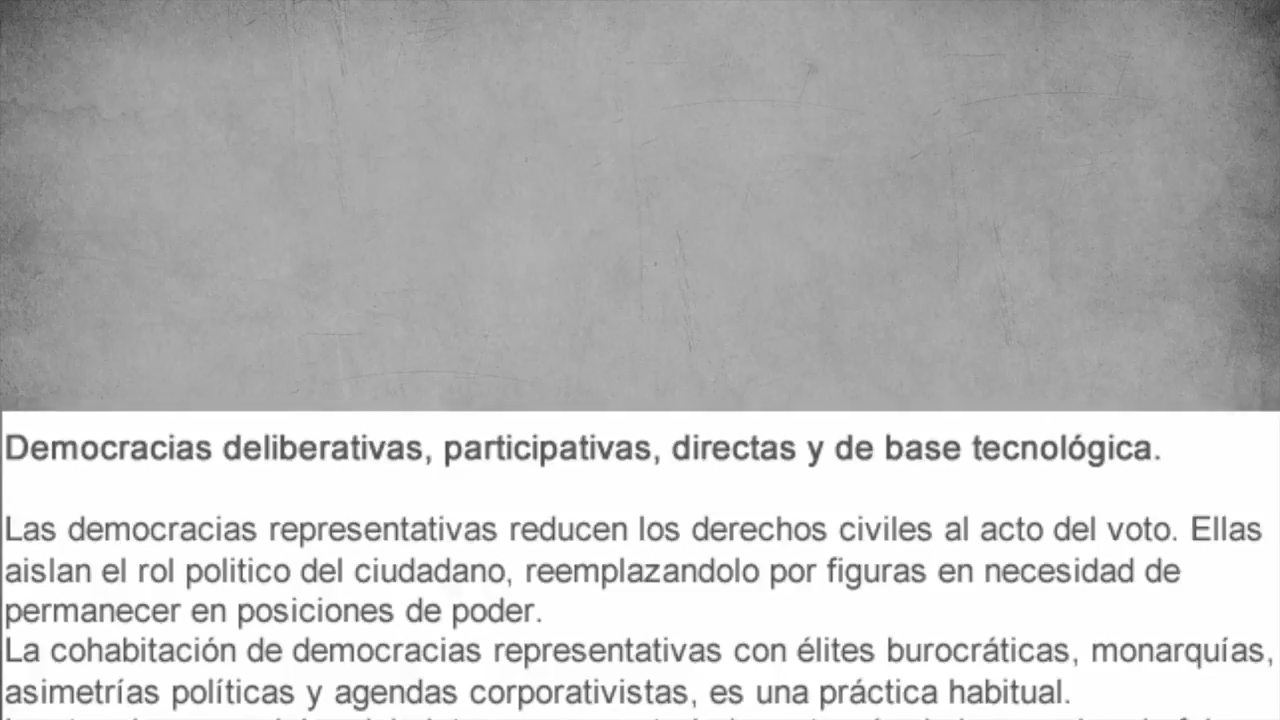 Democracias deliberativas, participativas, directas y de base tecnológica.
Las democracias representativas reducen los derechos civiles al acto del voto. Ellas
aislan el rol politico del ciudadano, reemplazandolo por figuras en necesidad de
permanecer en posiciones de poder.
La cohabitación de democracias representativas con élites burocráticas, monarquías,
asimetrías políticas y agendas corporativistas, es una práctica habitual.